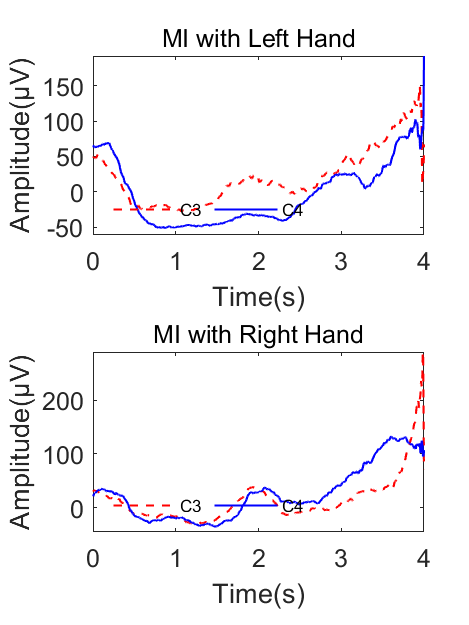 MI with Left Hand
Amplitude(μV)
150
100
50
0
-50
C3
C4
0 1 2 3 4
Time(s)
MI with Right Hand
Amplitude(μV)
200
100
0
C3
C4
0 1 2 3 4
Time(s)